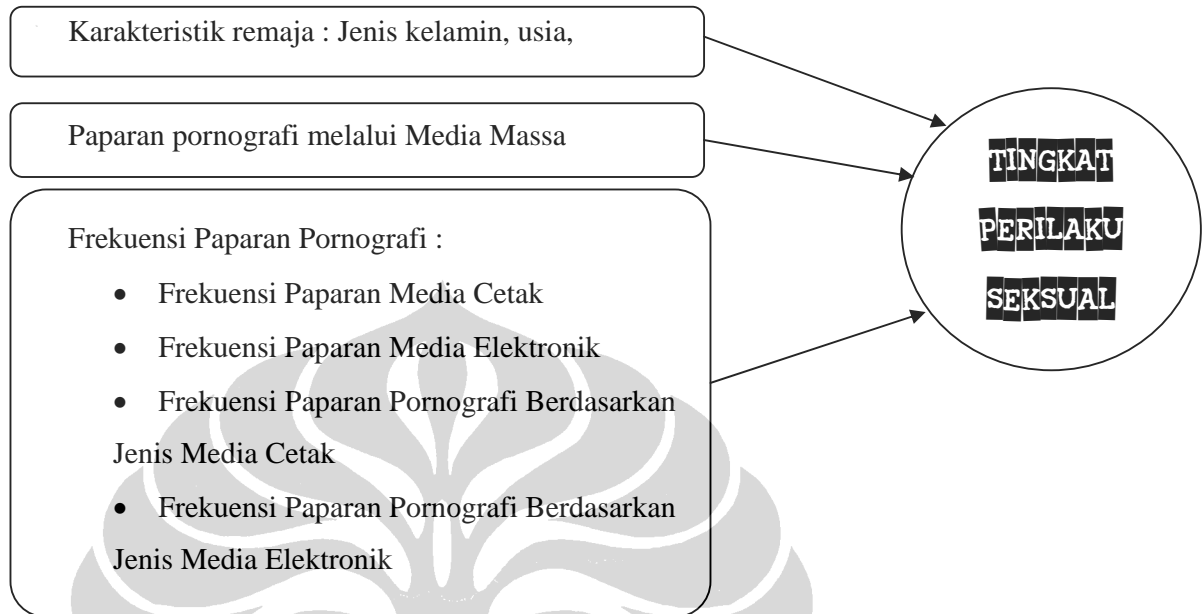 Karakteristik remaja : Jenis kelamin, usia,
Paparan pornografi melalui Media Massa
Frekuensi Paparan Pornografi :
• Frekuensi Paparan Media Cetak
• Frekuensi Paparan Media Elektronik
• Frekuensi Paparan Pornografi Berdasarkan
Jenis Media Cetak
• Frekuensi Paparan Pornografi Berdasarkan
Jenis Media Elektronik
TINGKAT
PERILAKU
SEKSUAL